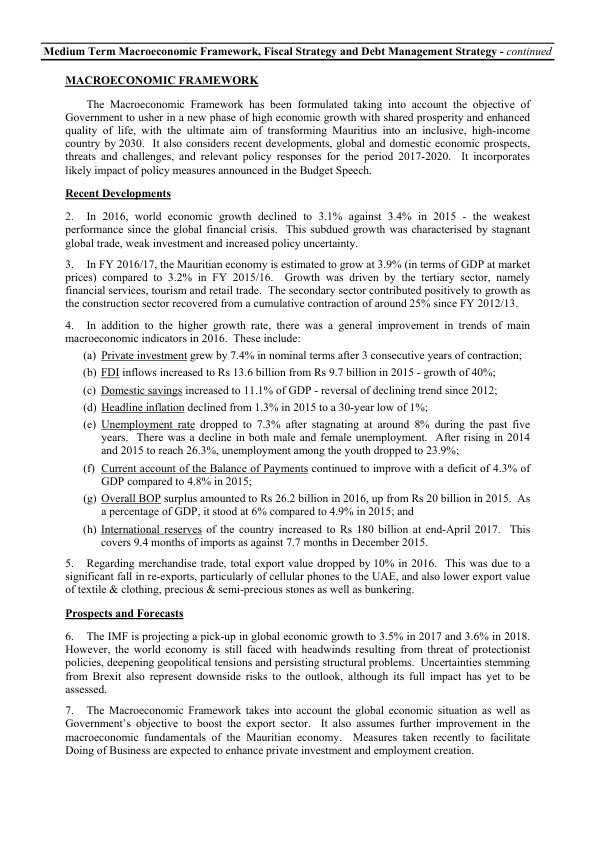 Medium Term Macroeconomic Framework, Fiscal Strategy and Debt Management Strategy - continued
MACROECONOMIC FRAMEWORK
The Macroeconomic Framework has been formulated taking into account the objective of
Government to usher in a new phase of high economic growth with shared prosperity and enhanced
quality of life, with the ultimate aim of transforming Mauritius into an inclusive, high-income
country by 2030. It also considers recent developments, global and domestic economic prospects,
threats and challenges, and relevant policy responses for the period 2017-2020. It incorporates
likely impact of policy measures announced in the Budget Speech.
Recent Developments
2. In 2016, world economic growth declined to 3.1% against 3.4% in 2015 - the weakest
performance since the global financial crisis. This subdued growth was characterised by stagnant
global trade, weak investment and increased policy uncertainty.
3. In FY 2016/17, the Mauritian economy is estimated to grow at 3.9% (in terms of GDP at market
prices) compared to 3.2% in FY 2015/16. Growth was driven by the tertiary sector, namely
financial services, tourism and retail trade. The secondary sector contributed positively to growth as
the construction sector recovered from a cumulative contraction of around 25% since FY 2012/13.
4. In addition to the higher growth rate, there was a general improvement in trends of main
macroeconomic indicators in 2016. These include:
(a) Private investment grew by 7.4% in nominal terms after 3 consecutive years of contraction;
(b) FDI inflows increased to Rs 13.6 billion from Rs 9.7 billion in 2015 - growth of 40%;
(c) Domestic savings increased to 11.1% of GDP - reversal of declining trend since 2012;
(d) Headline inflation declined from 1.3% in 2015 to a 30-year low of 1%;
(e) Unemployment rate dropped to 7.3% after stagnating at around 8% during the past five
years. There was a decline in both male and female unemployment. After rising in 2014
and 2015 to reach 26.3%, unemployment among the youth dropped to 23.9%;
(f) Current account of the Balance of Payments continued to improve with a deficit of 4.3% of
GDP compared to 4.8% in 2015;
(g) Overall BOP surplus amounted to Rs 26.2 billion in 2016, up from Rs 20 billion in 2015. As
a percentage of GDP, it stood at 6% compared to 4.9% in 2015; and
(h) International reserves of the country increased to Rs 180 billion at end-April 2017. This
covers 9.4 months of imports as against 7.7 months in December 2015.
5. Regarding merchandise trade, total export value dropped by 10% in 2016. This was due to a
significant fall in re-exports, particularly of cellular phones to the UAE, and also lower export value
of textile & clothing, precious & semi-precious stones as well as bunkering.
Prospects and Forecasts
6. The IMF is projecting a pick-up in global economic growth to 3.5% in 2017 and 3.6% in 2018.
However, the world economy is still faced with headwinds resulting from threat of protectionist
policies, deepening geopolitical tensions and persisting structural problems. Uncertainties stemming
from Brexit also represent downside risks to the outlook, although its full impact has yet to be
assessed.
7. The Macroeconomic Framework takes into account the global economic situation as well as
Government's objective to boost the export sector. It also assumes further improvement in the
macroeconomic fundamentals of the Mauritian economy. Measures taken recently to facilitate
Doing of Business are expected to enhance private investment and employment creation.